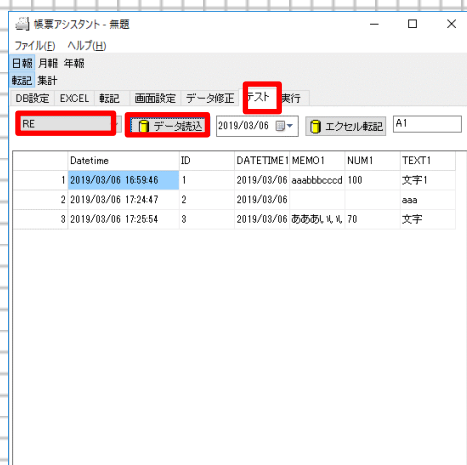 帳票アシスタント - 無題
ファイル(F) ヘルプ(H)
日報 月報 年報
転記 集計
DB設定 EXCEL 転記 画面設定 データ修正 テスト 実行
RE データ読込 2019/03/06 エクセル転記 A1
Datetime ID DATETIME1 MEMO1 NUM1 TEXT1
1 2019/03/06 16:59:46 1 2019/03/06 aaabbbcccd 100 文字1
2 2019/03/06 17:24:47 2 2019/03/06 aaa
3 2019/03/06 17:25:54 3 2019/03/06 あああいいい 70 文字